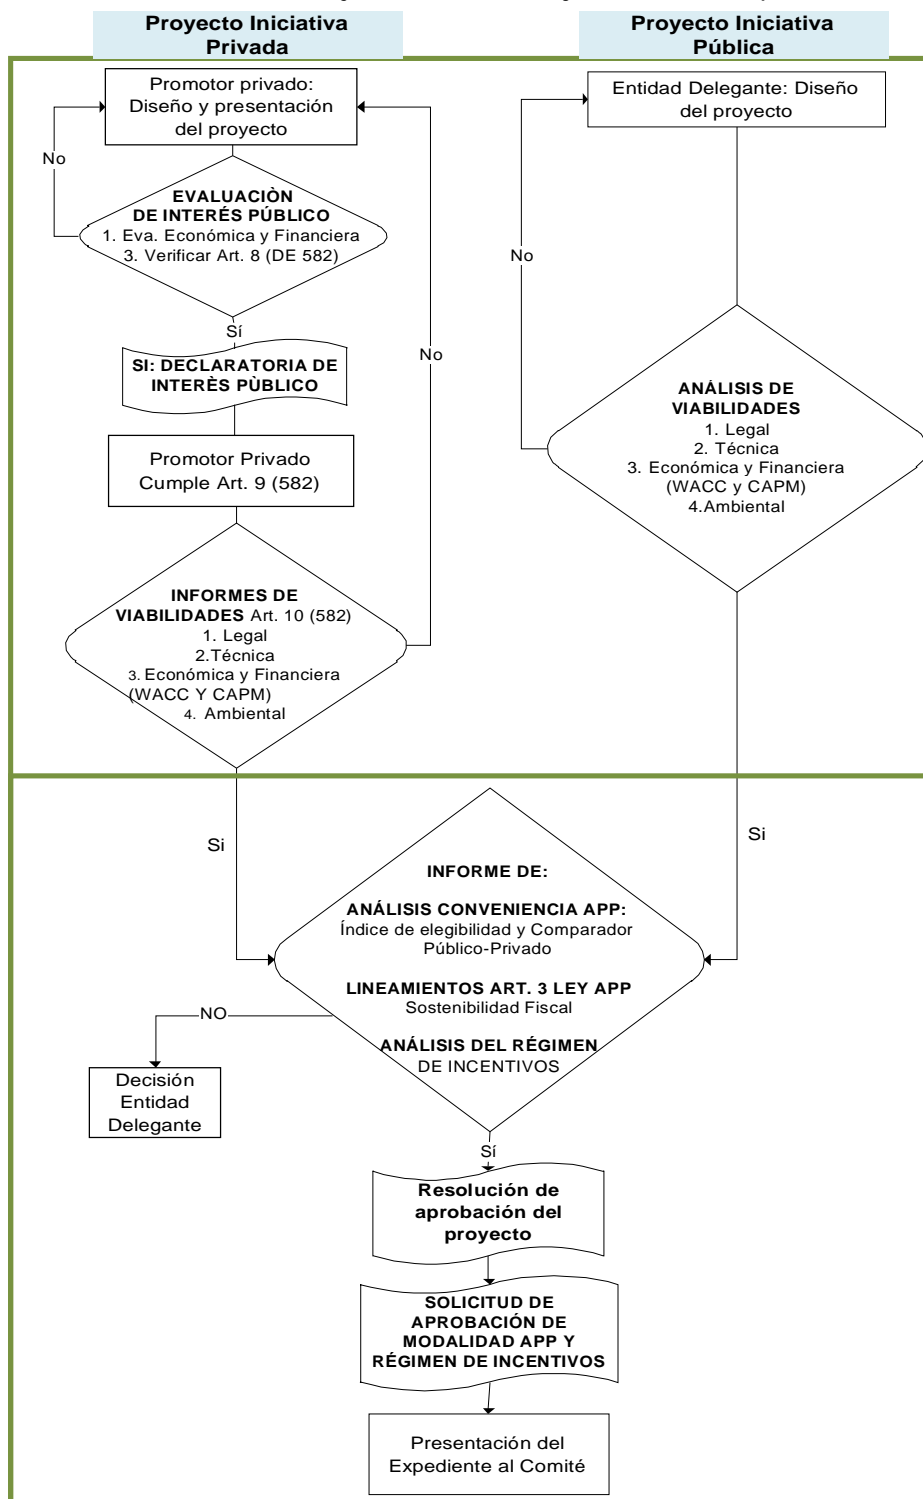 Proyecto Iniciativa
Privada
Proyecto Iniciativa
Pública
Promotor privado:
Diseño y presentación
del proyecto
Entidad Delegante: Diseño
del proyecto
No
EVALUACIÒN
DE INTERÉS PÚBLICO
1. Eva. Económica y Financiera
3. Verificar Art. 8 (DE 582)
No
Sí
No
SI: DECLARATORIA DE
INTERÈS PÙBLICO
ANÁLISIS DE
VIABILIDADES
1. Legal
2. Técnica
3. Económica y Financiera
(WACC y CAPM)
4.Ambiental
Promotor Privado
Cumple Art. 9 (582)
INFORMES DE
VIABILIDADES Art. 10 (582)
1. Legal
2.Técnica
3. Económica y Financiera
(WACC Y CAPM)
4. Ambiental
Si
Si
INFORME DE:
ANÁLISIS CONVENIENCIA APP:
Índice de elegibilidad y Comparador
Público-Privado
LINEAMIENTOS ART. 3 LEY APP
Sostenibilidad Fiscal
ANÁLISIS DEL RÉGIMEN
DE INCENTIVOS
NO
Decisión
Entidad
Delegante
Sí
Resolución de
aprobación del
proyecto
SOLICITUD DE
APROBACIÓN DE
MODALIDAD APP Y
RÉGIMEN DE INCENTIVOS
Presentación del
Expediente al Comité